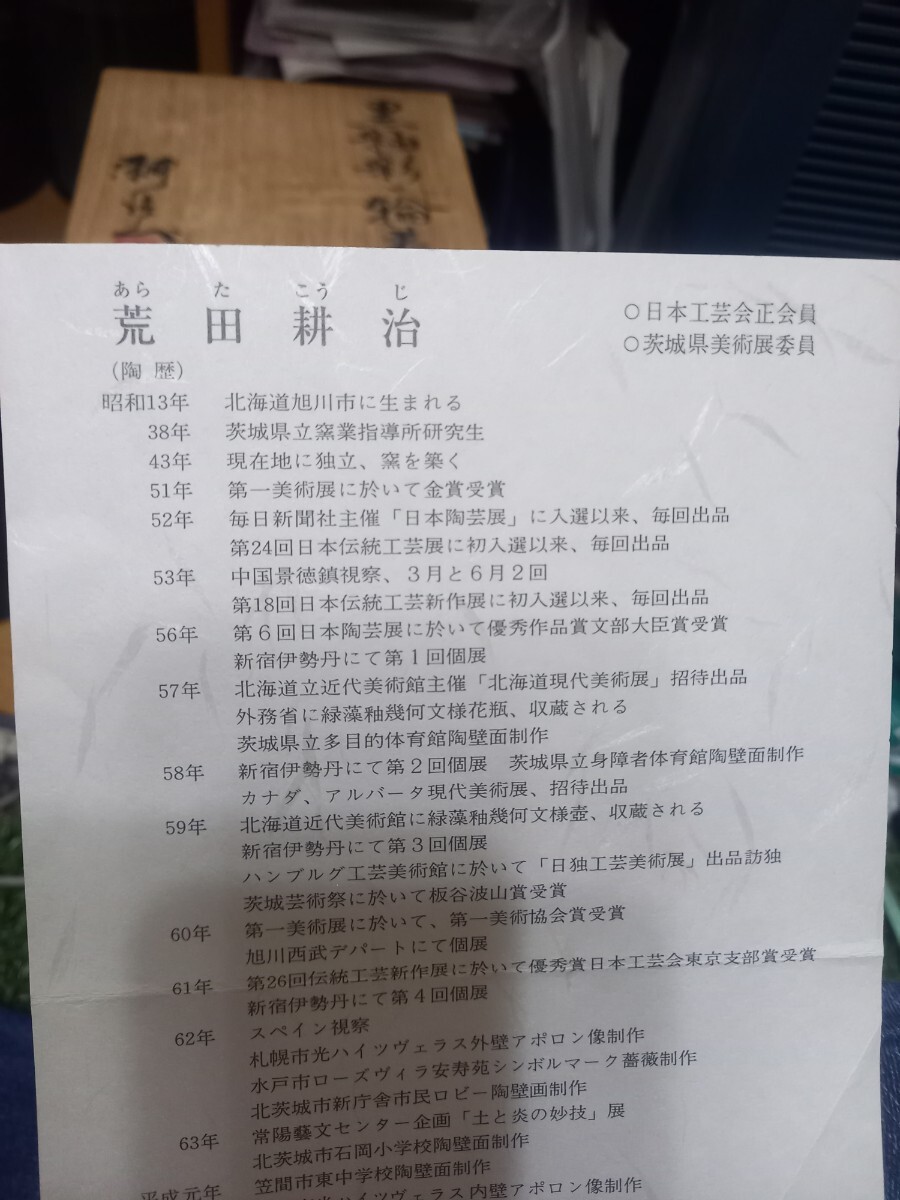 あら た こう じ
荒田耕治
○日本工芸会正会員
○茨城県美術展委員
(陶歴)
昭和13年 北海道旭川市に生まれる
38年 茨城県立窯業指導所研究生
43年 現在地に独立、窯を築く
51年 第一美術展に於いて金賞受賞
52年 毎日新聞社主催「日本陶芸展」に入選以来、毎回出品
第24回日本伝統工芸展に初入選以来、毎回出品
53年 中国景徳鎮視察、3月と6月2回
第18回日本伝統工芸新作展に初入選以来、毎回出品
56年 第6回日本陶芸展に於いて優秀作品賞文部大臣賞受賞
新宿伊勢丹にて第1回個展
57年 北海道立近代美術館主催「北海道現代美術展」招待出品
外務省に緑藻釉幾何文様花瓶、収蔵される
茨城県立多目的体育館陶壁面制作
58年 新宿伊勢丹にて第2回個展 茨城県立身障者体育館陶壁面制作
カナダ、アルバータ現代美術展、招待出品
59年 北海道近代美術館に緑藻釉幾何文様壺、収蔵される
新宿伊勢丹にて第3回個展
ハンブルグ工芸美術館に於いて「日独工芸美術展」出品訪独
茨城芸術祭に於いて板谷波山賞受賞
60年 第一美術展に於いて、第一美術協会賞受賞
旭川西武デパートにて個展
61年 第26回伝統工芸新作展に於いて優秀賞日本工芸会東京支部賞受賞
新宿伊勢丹にて第4回個展
62年 スペイン視察
札幌市光ハイツヴェラス外壁アポロン像制作
水戸市ローズヴィラ安寿苑シンボルマーク薔薇制作
北茨城市新庁舎市民ロビー陶壁画制作
63年 常陽藝文センター企画「土と炎の妙技」展
北茨城市石岡小学校陶壁面制作
笠間市東中学校陶壁面制作
平成元年 光ハイツヴェラス内壁アポロン像制作